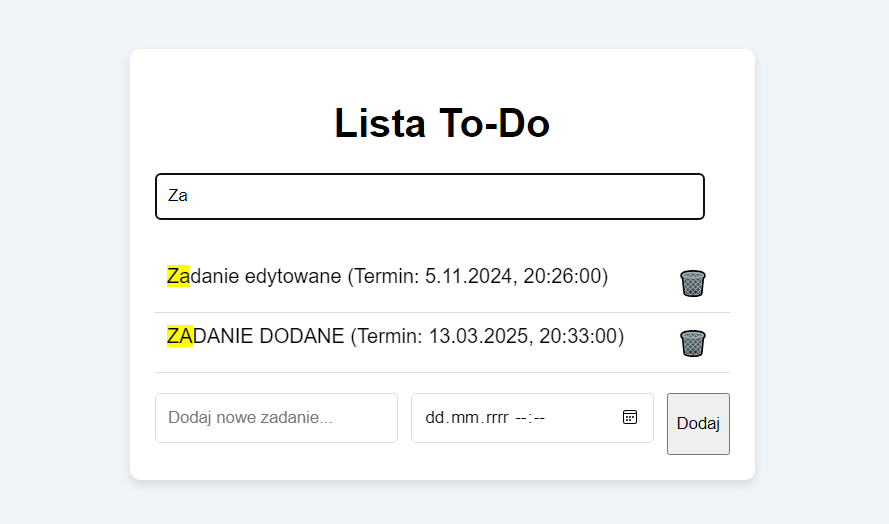 Lista To-Do
Za
Zadanie edytowane (Termin: 5.11.2024, 20:26:00)
ZADANIE DODANE (Termin: 13.03.2025, 20:33:00)
Dodaj nowe zadanie... dd.mm.rrrr --:-- Dodaj